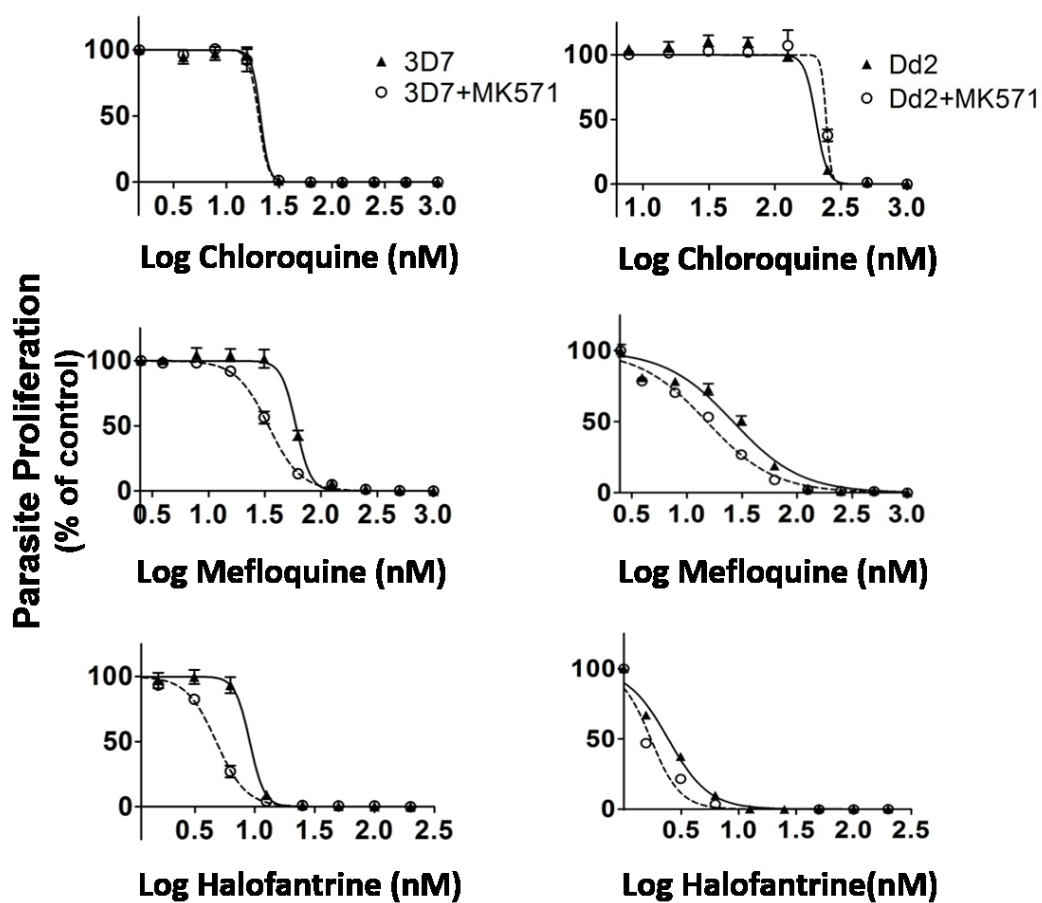 Parasite Proliferation
(% of control)
100
50
0
0.5 1.0 1.5 2.0 2.5 3.0
Log Chloroquine (nM)
3D7
3D7+MK571
100
50
0
1.0 1.5 2.0 2.5 3.0
Log Chloroquine (nM)
Dd2
Dd2+MK571
100
50
0
0.5 1.0 1.5 2.0 2.5 3.0
Log Mefloquine (nM)
100
50
0
0.5 1.0 1.5 2.0 2.5 3.0
Log Mefloquine (nM)
100
50
0
0.5 1.0 1.5 2.0 2.5
Log Halofantrine (nM)
100
50
0
0.5 1.0 1.5 2.0 2.5
Log Halofantrine(nM)